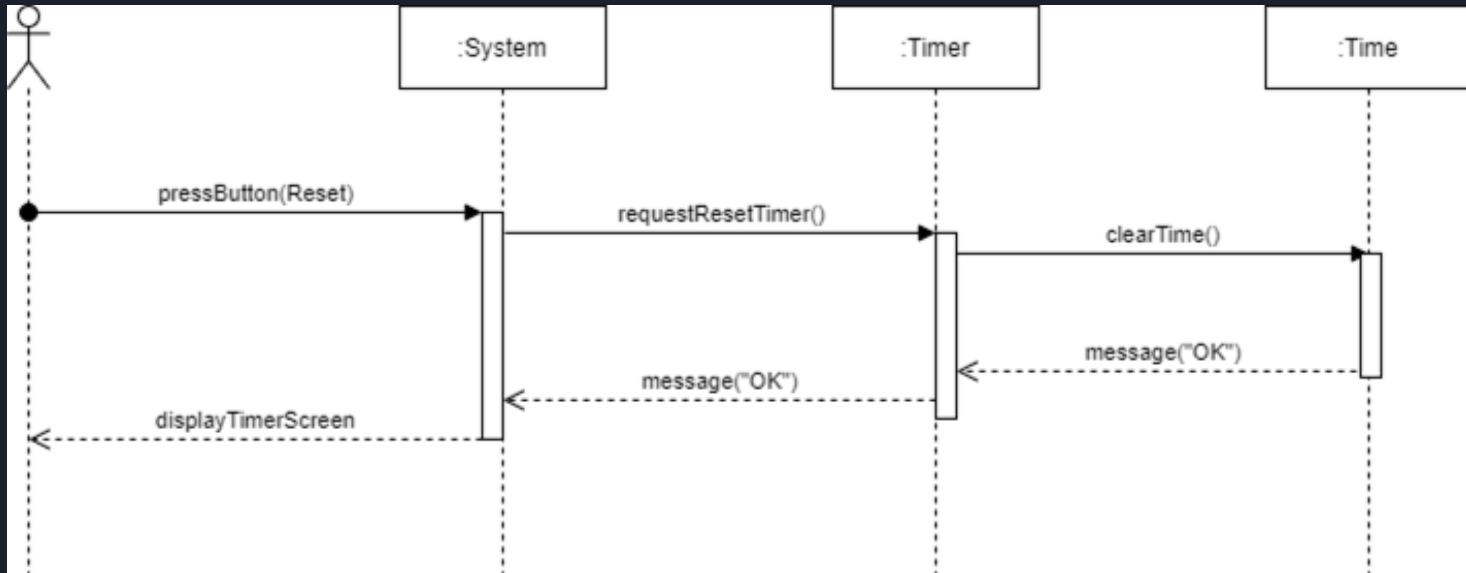 :System
:Timer
:Time
pressButton(Reset)
requestResetTimer()
clearTime()
message("OK")
message("OK")
displayTimerScreen